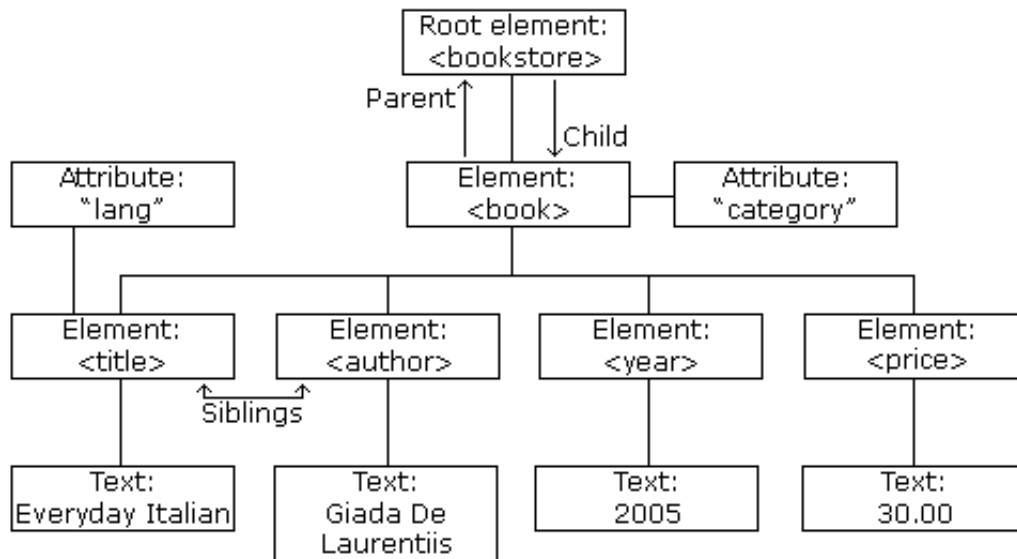 Root element:
<bookstore>
Parent
Child
Attribute:
“lang”
Element:
<book>
Attribute:
“category”
Element:
<title>
Element:
<author>
Element:
<year>
Element:
<price>
Siblings
Text:
Everyday Italian
Text:
Giada De
Laurentiis
Text:
2005
Text:
30.00